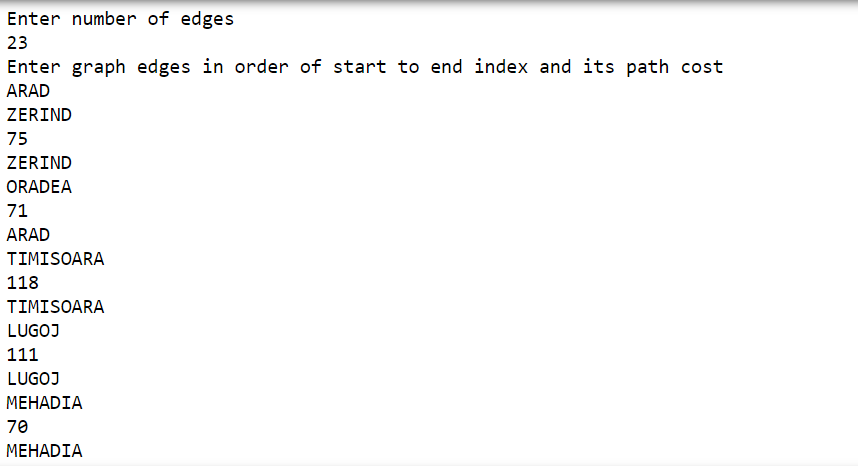 Enter number of edges
23
Enter graph edges in order of start to end index and its path cost
ARAD
ZERIND
75
ZERIND
ORADEA
71
ARAD
TIMISOARA
118
TIMISOARA
LUGOJ
111
LUGOJ
MEHADIA
70
MEHADIA